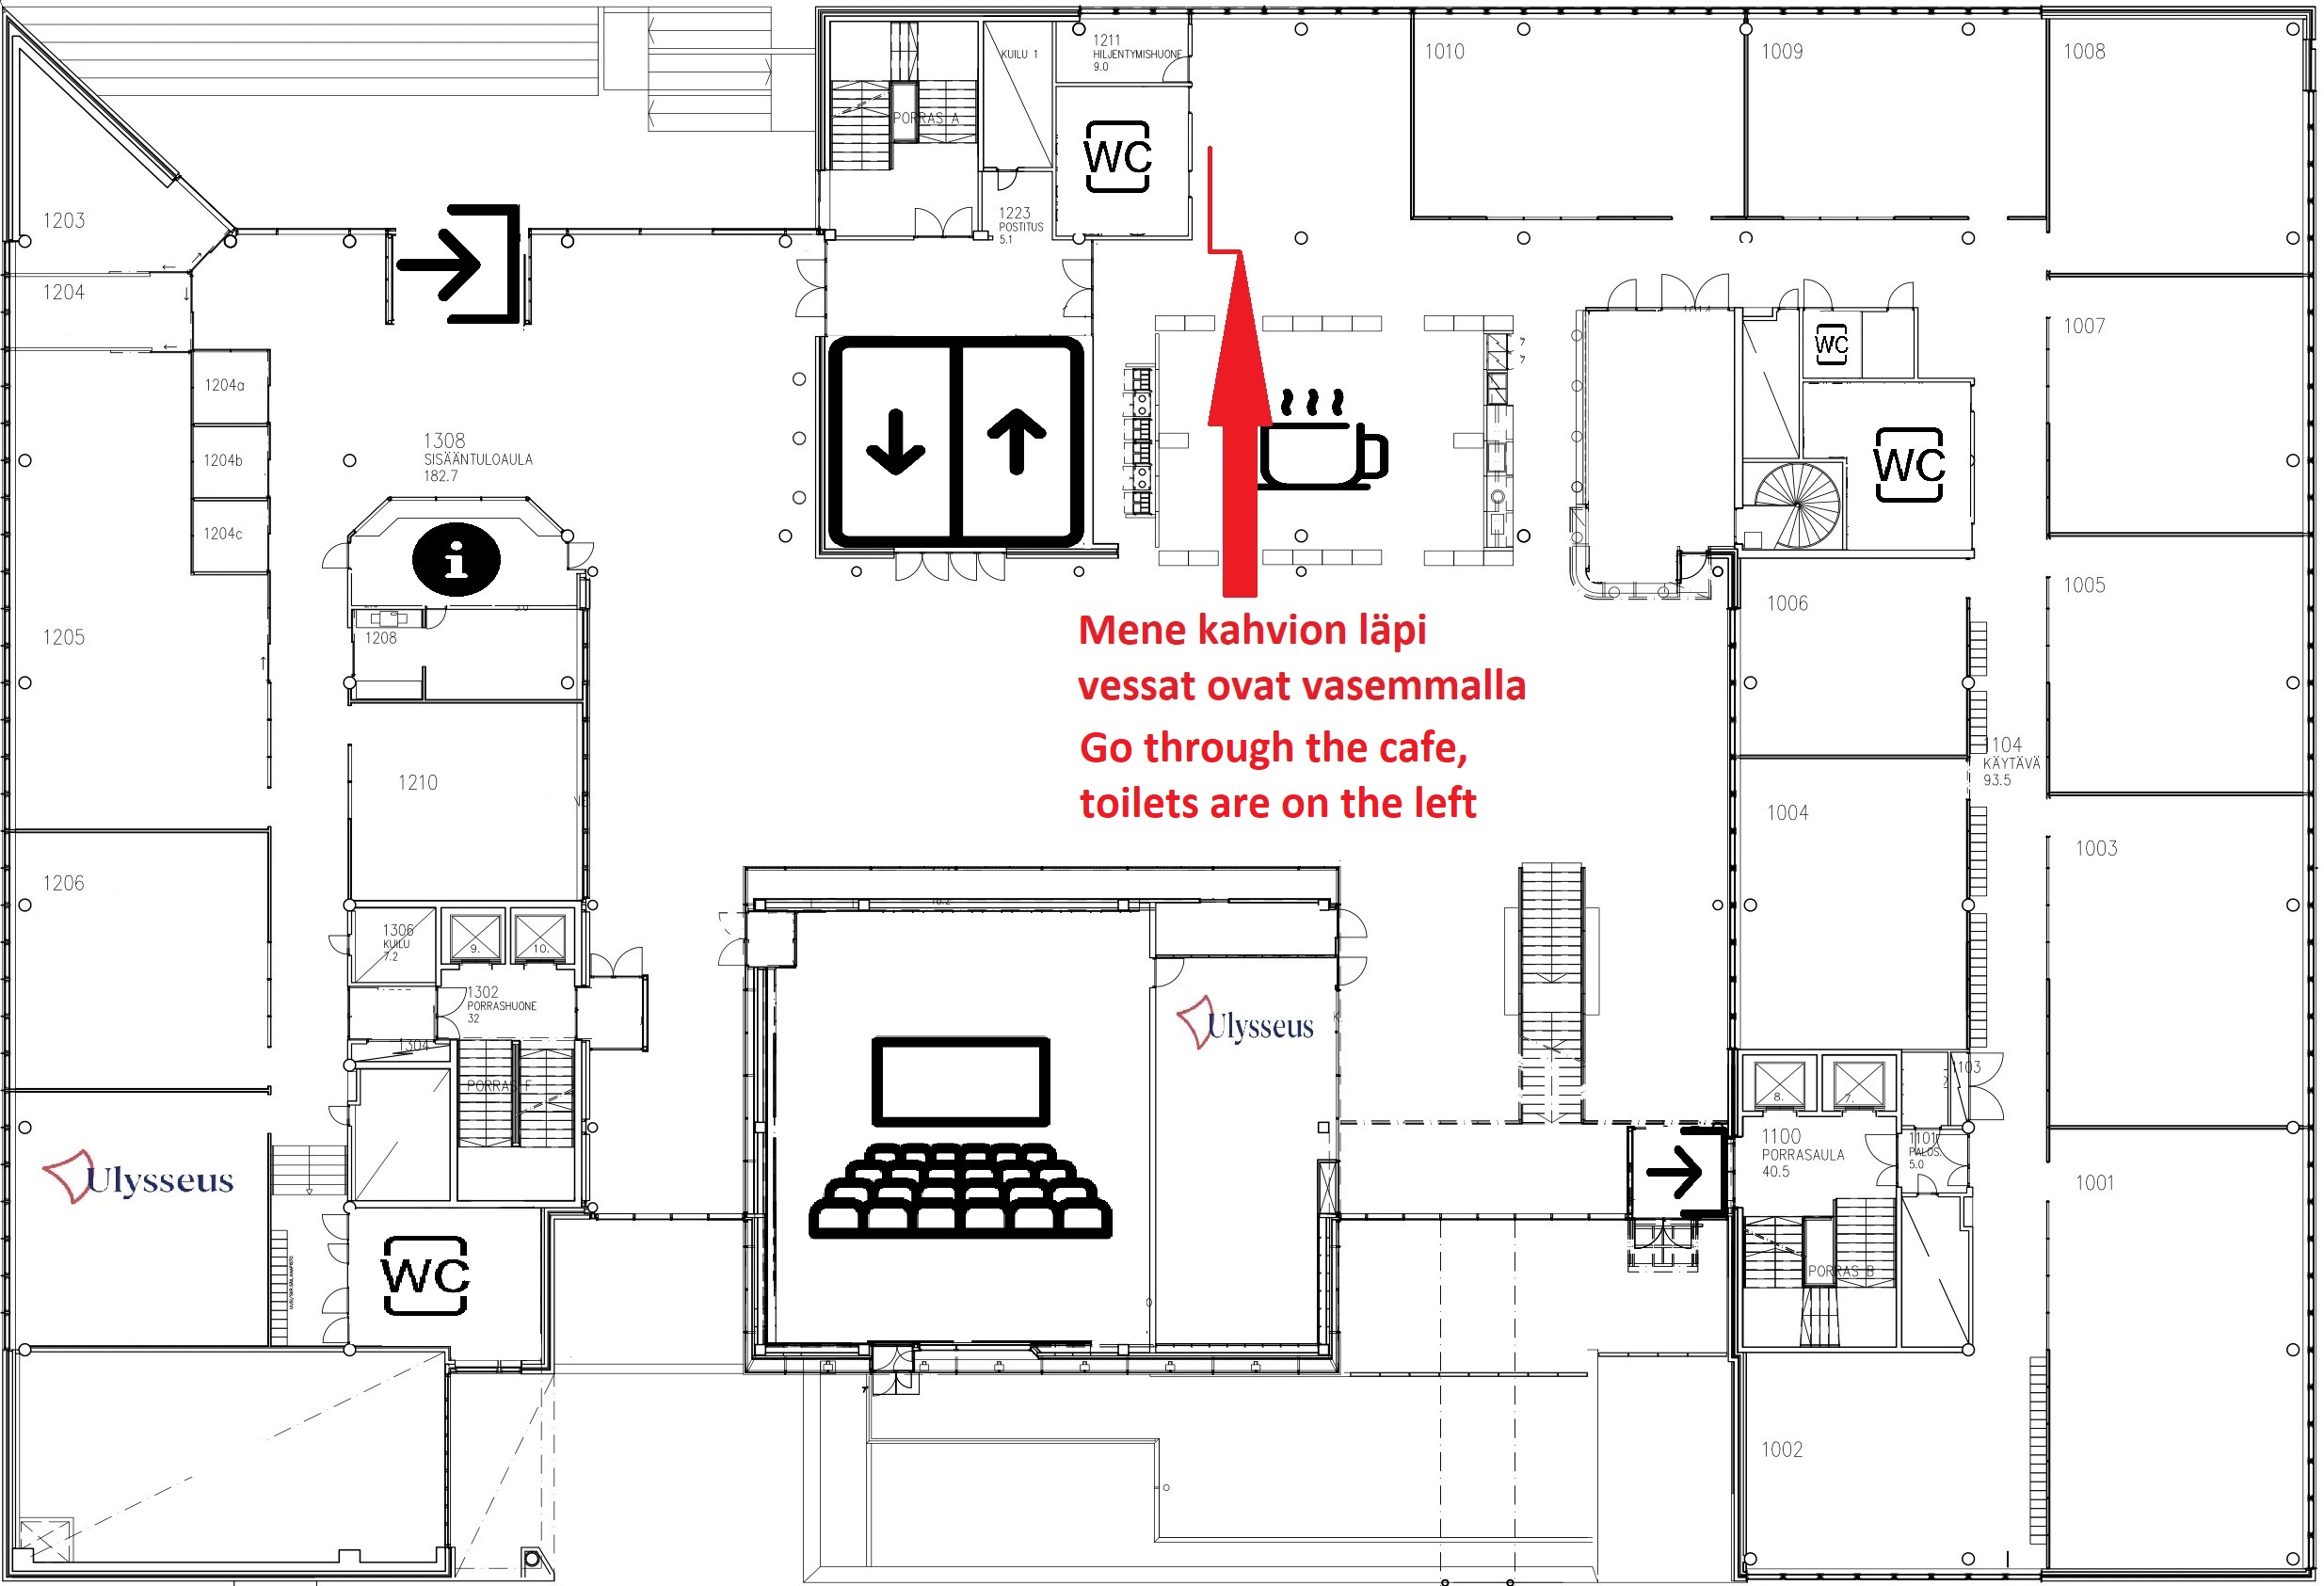 1211
HILJENTYMISHUONE
9.0
KUILU 1
1010
1009
1008
PORRAS A
WC
1203
1223
POSTITUS
5.1
1204
1014
1007
WC
1204a
1308
SISÄÄNTULOAULA
182.7
1204b
WC
1204c
i
1005
1006
1205
1208
Mene kahvion läpi
vessat ovat vasemmalla
Go through the cafe,
toilets are on the left
1104
KÄYTÄVÄ
93.5
1210
1004
1003
1206
1306
KUILU
7.2
9.
10.
1302
PORRASHUONE
32
Ulysseus
1304
PORRAS F
8.
7.
1103
1100
PORRASAULA
40.5
1101
PALOS.
5.0
1001
Ulysseus
WC
PORRAS B
1002